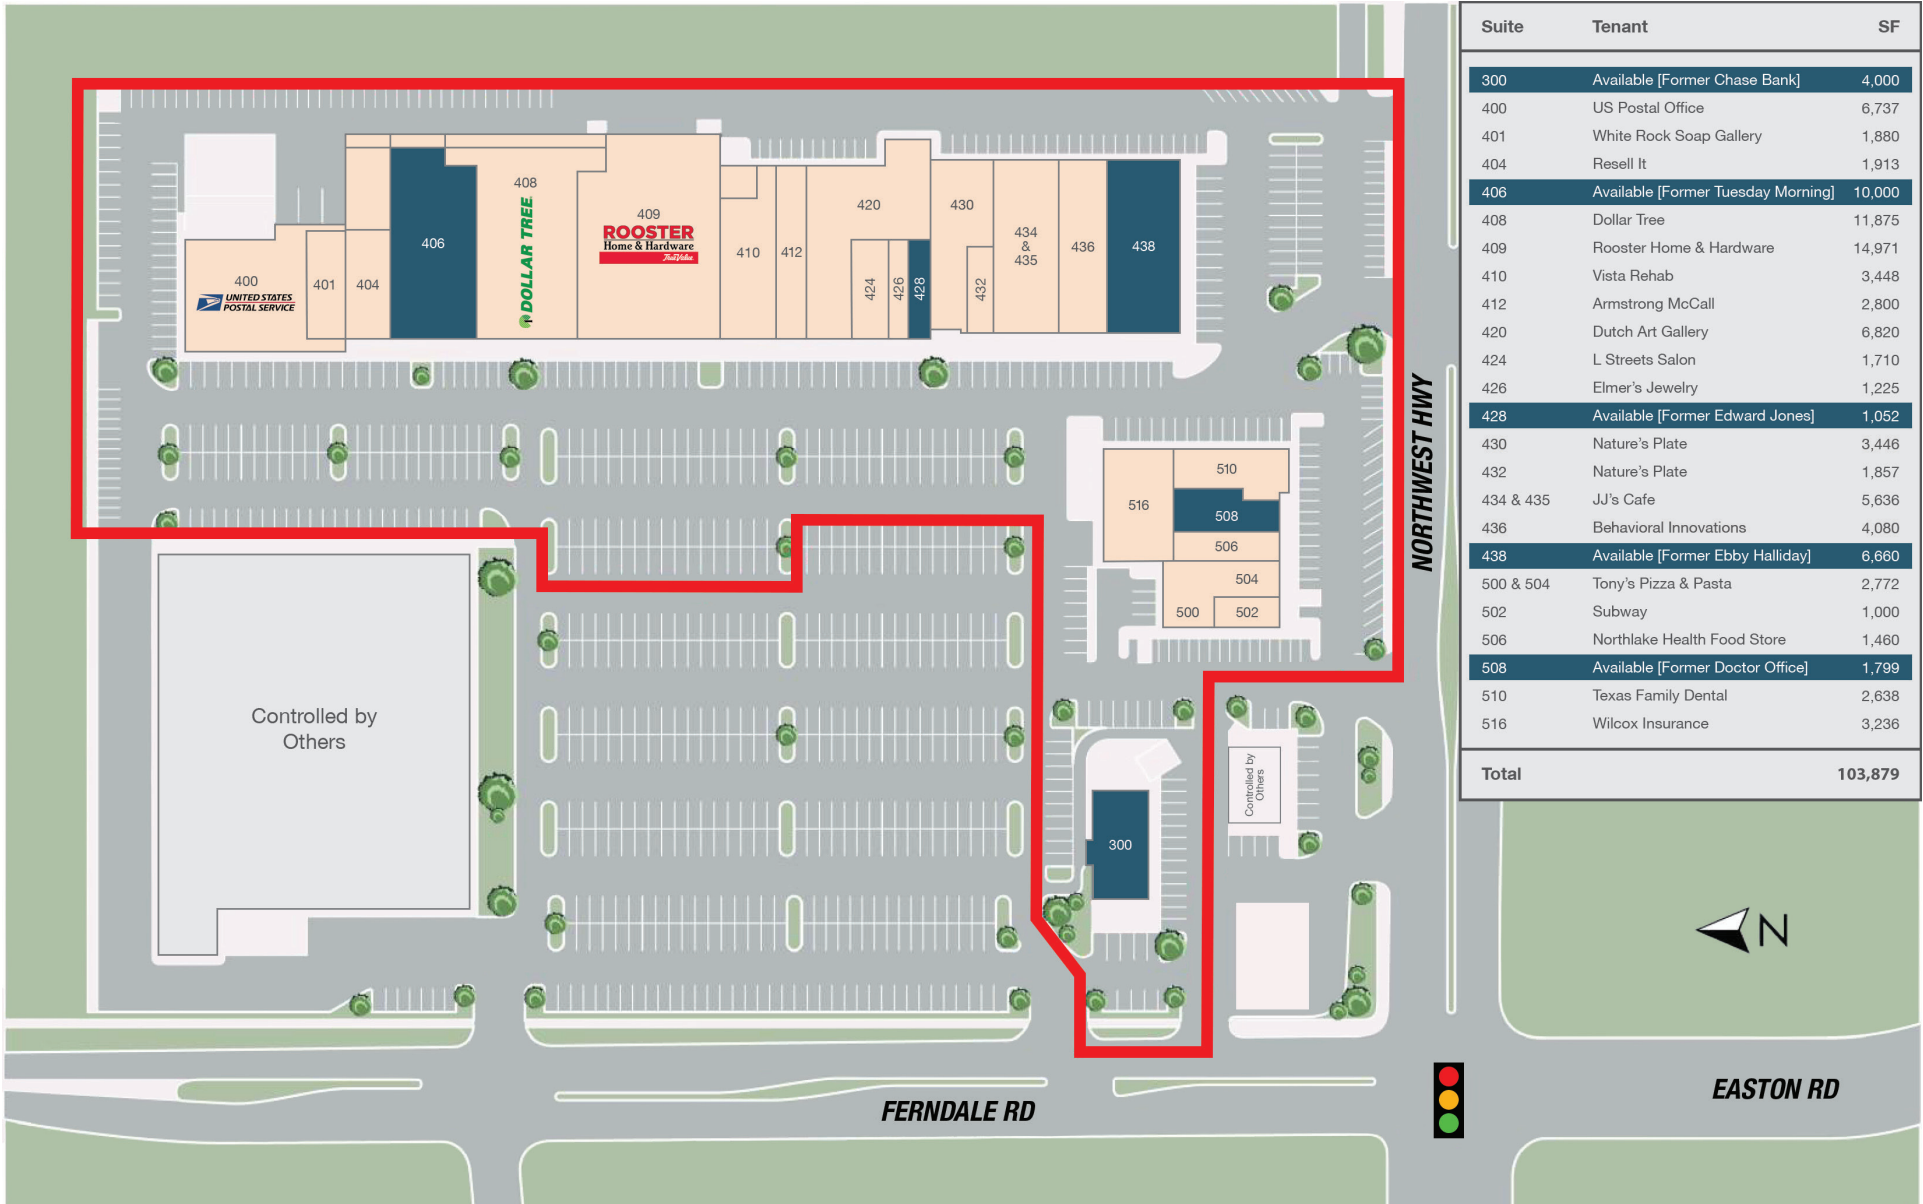 400
UNITED STATES
POSTAL SERVICE
401
404
406
408
DOLLAR TREE
409
ROOSTER
Home & Hardware
True Value
410
412
420
424
426
428
430
432
434
&
435
436
438
510
516
508
506
504
500
502
300
Controlled by
Others
Controlled by
Others
NORTHWEST HWY
FERNDALE RD
EASTON RD
N
Suite Tenant SF
300 Available [Former Chase Bank] 4,000
400 US Postal Office 6,737
401 White Rock Soap Gallery 1,880
404 Resell It 1,913
406 Available [Former Tuesday Morning] 10,000
408 Dollar Tree 11,875
409 Rooster Home & Hardware 14,971
410 Vista Rehab 3,448
412 Armstrong McCall 2,800
420 Dutch Art Gallery 6,820
424 L Streets Salon 1,710
426 Elmer's Jewelry 1,225
428 Available [Former Edward Jones] 1,052
430 Nature's Plate 3,446
432 Nature's Plate 1,857
434 & 435 JJ's Cafe 5,636
436 Behavioral Innovations 4,080
438 Available [Former Ebby Halliday] 6,660
500 & 504 Tony's Pizza & Pasta 2,772
502 Subway 1,000
506 Northlake Health Food Store 1,460
508 Available [Former Doctor Office] 1,799
510 Texas Family Dental 2,638
516 Wilcox Insurance 3,236
Total 103,879